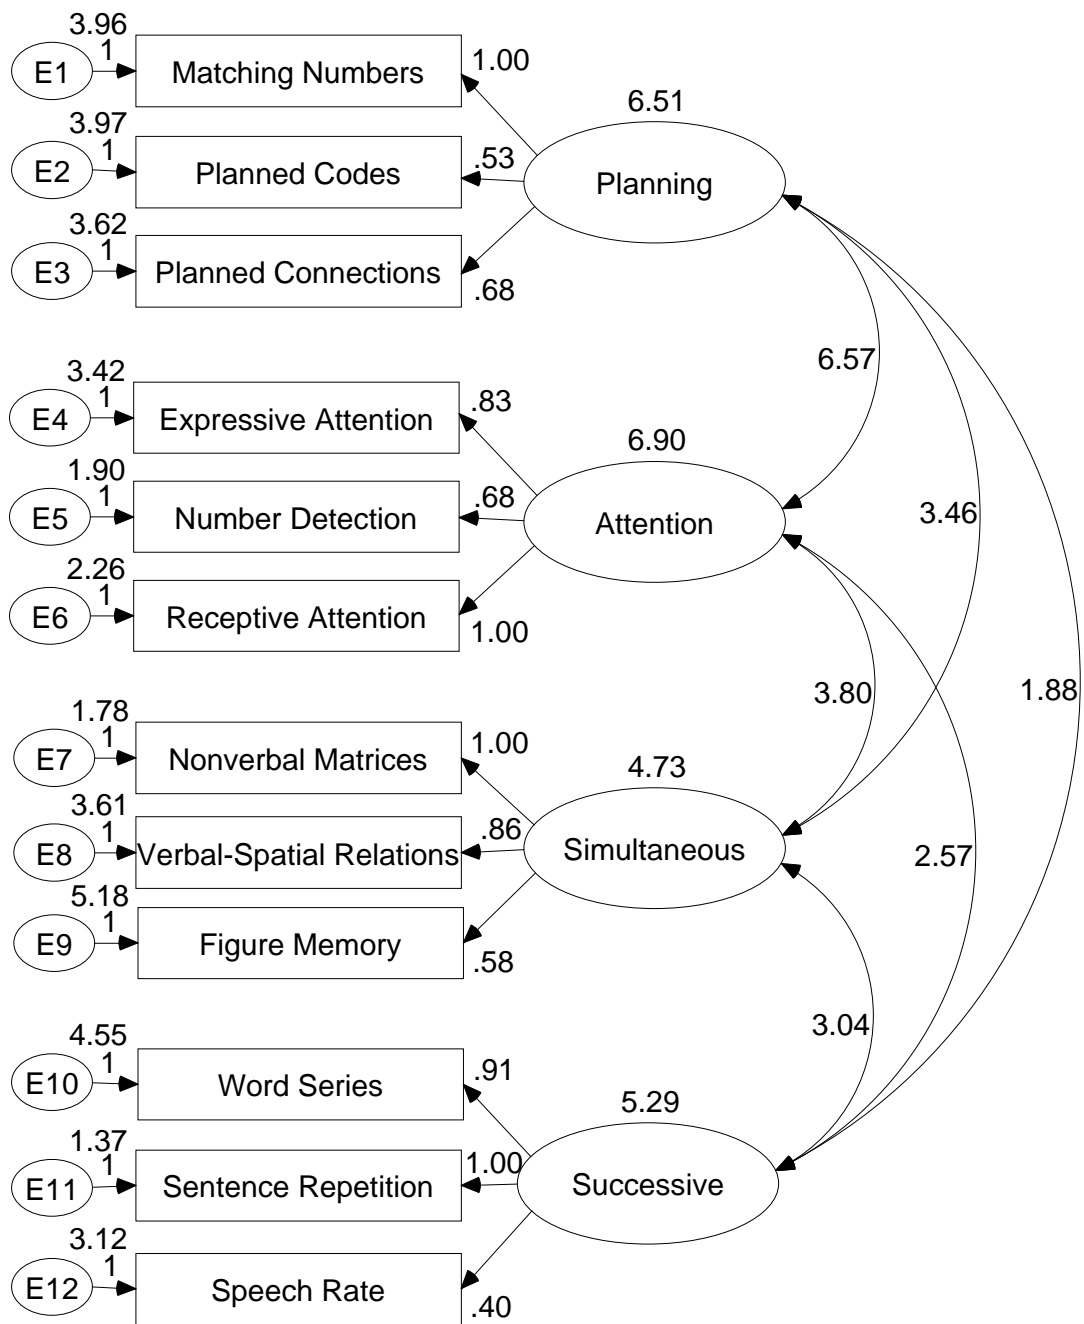 3.96
1
E1
Matching Numbers
1.00
3.97
1
E2
Planned Codes
.53
3.62
1
E3
Planned Connections
.68
6.51
Planning
3.42
1
E4
Expressive Attention
.83
1.90
1
E5
Number Detection
.68
2.26
1
E6
Receptive Attention
1.00
6.90
Attention
1.78
1
E7
Nonverbal Matrices
1.00
3.61
1
E8
Verbal-Spatial Relations
.86
5.18
1
E9
Figure Memory
.58
4.73
Simultaneous
4.55
1
E10
Word Series
.91
1.37
1
E11
Sentence Repetition
1.00
3.12
1
E12
Speech Rate
.40
5.29
Successive
6.57
3.46
3.80
1.88
2.57
3.04